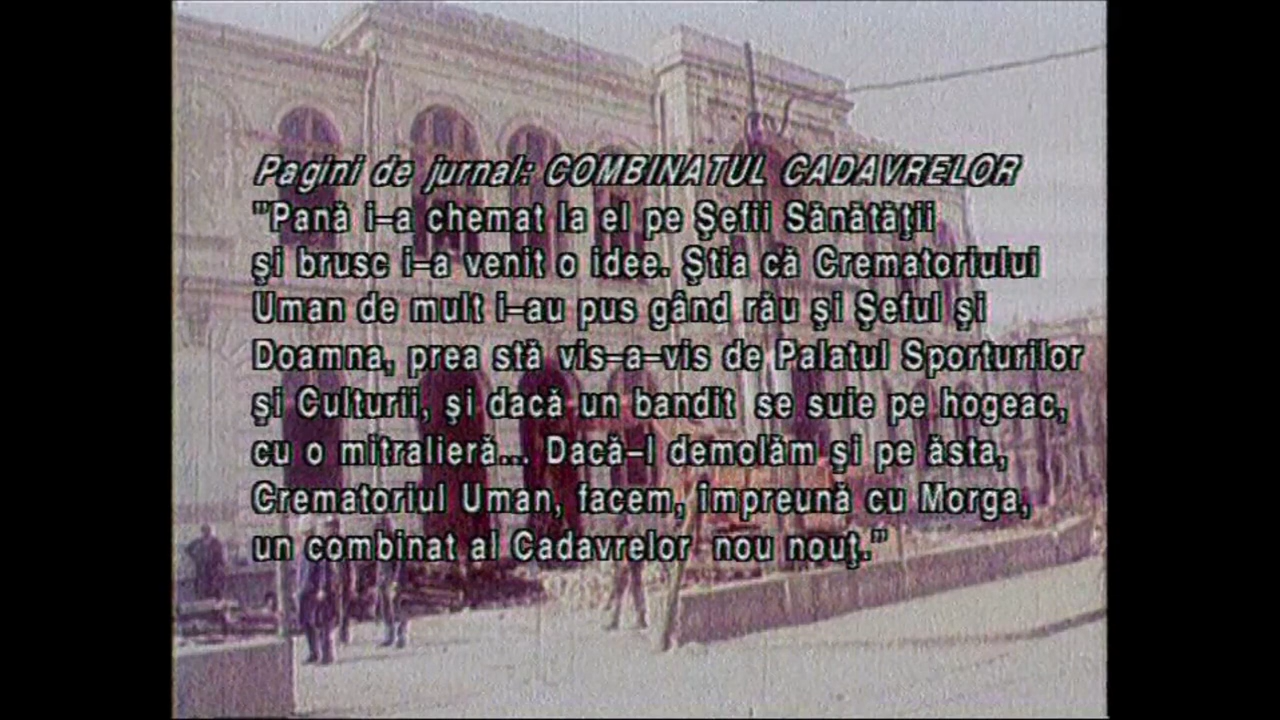 Pagini de jurnal: COMBINATUL CADAVRELOR
"Pană i-a chemat la el pe Şefii Sănătăţii
şi brusc i-a venit o idee. Ştia că Crematoriului
Uman de mult i-au pus gând rău şi Şeful şi
Doamna, prea stă vis-a-vis de Palatul Sporturilor
şi Culturii, şi dacă un bandit se suie pe hogeac,
cu o mitralieră... Dacă-l demolăm şi pe ăsta,
Crematoriul Uman, facem, împreună cu Morga,
un combinat al Cadavrelor nou nouţ."